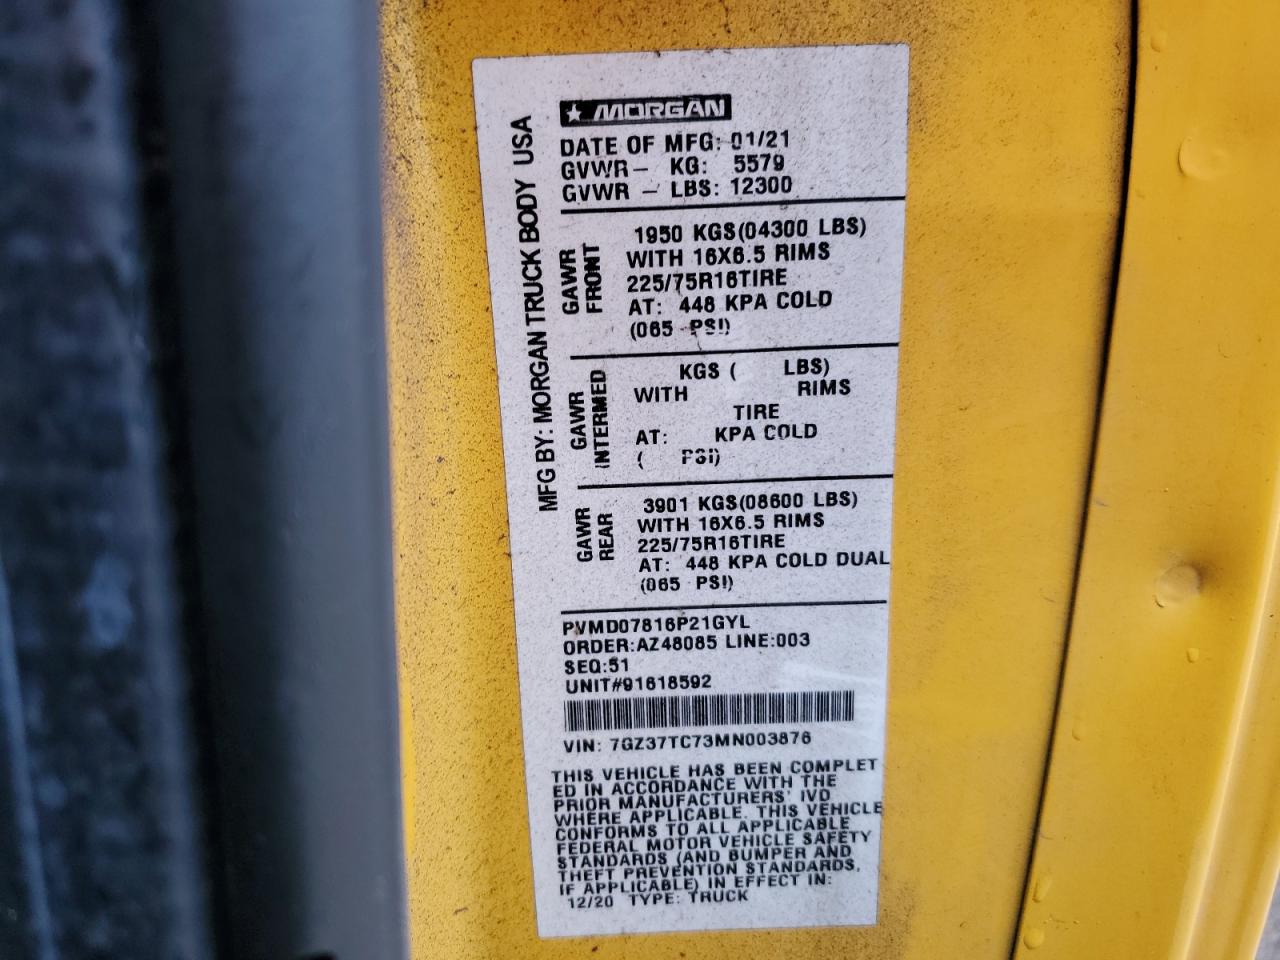 MORGAN
DATE OF MFG: 01/21
GVWR- KG: 5579
GVWR - LBS: 12300
MFG BY: MORGAN TRUCK BODY USA
GAWR FRONT
1950 KGS(04300 LBS)
WITH 16X6.5 RIMS
225/75R16TIRE
AT: 448 KPA COLD
(065 PSI)
GAWR INTERMED
KGS ( LBS)
WITH RIMS
TIRE
AT: KPA COLD
( PSI)
GAWR REAR
3901 KGS(08600 LBS)
WITH 16X6.5 RIMS
225/75R16TIRE
AT: 448 KPA COLD DUAL
(065 PSI)
PVMD07816P21GYL
ORDER:AZ48085 LINE:003
SEQ:51
UNIT#91618592
VIN: 7GZ37TC73MN003876
THIS VEHICLE HAS BEEN COMPLET
ED IN ACCORDANCE WITH THE
PRIOR MANUFACTURERS' IVD
WHERE APPLICABLE. THIS VEHICLE
CONFORMS TO ALL APPLICABLE
FEDERAL MOTOR VEHICLE SAFETY
STANDARDS (AND BUMPER AND
THEFT PREVENTION STANDARDS,
IF APPLICABLE) IN EFFECT IN:
12/20 TYPE: TRUCK